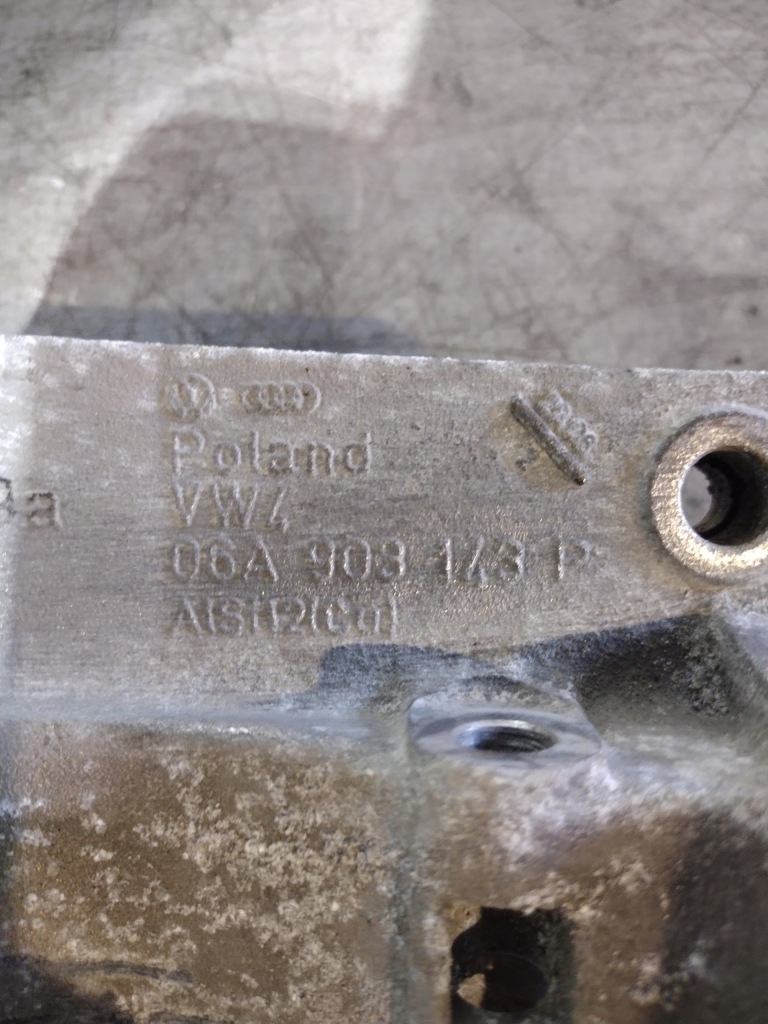 Poland
VW4
06A 903 143 P
AlSi12(Cu)